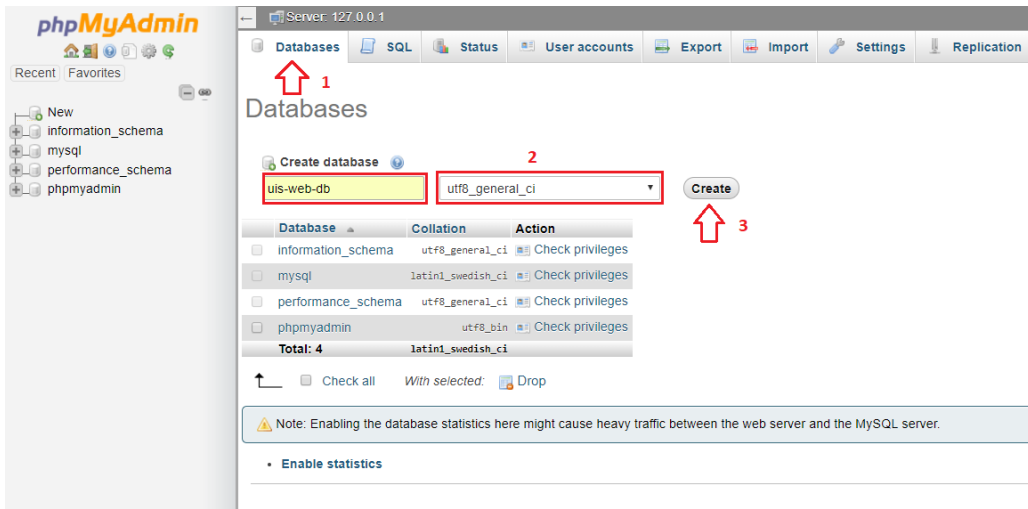 phpMyAdmin
Recent Favorites
New
information_schema
mysql
performance_schema
phpmyadmin
Server: 127.0.0.1
Databases SQL Status User accounts Export Import Settings Replication
1
Databases
Create database
2
uis-web-db utf8_general_ci Create
3
Database Collation Action
information_schema utf8_general_ci Check privileges
mysql latin1_swedish_ci Check privileges
performance_schema utf8_general_ci Check privileges
phpmyadmin utf8_bin Check privileges
Total: 4 latin1_swedish_ci
Check all With selected: Drop
Note: Enabling the database statistics here might cause heavy traffic between the web server and the MySQL server.
• Enable statistics